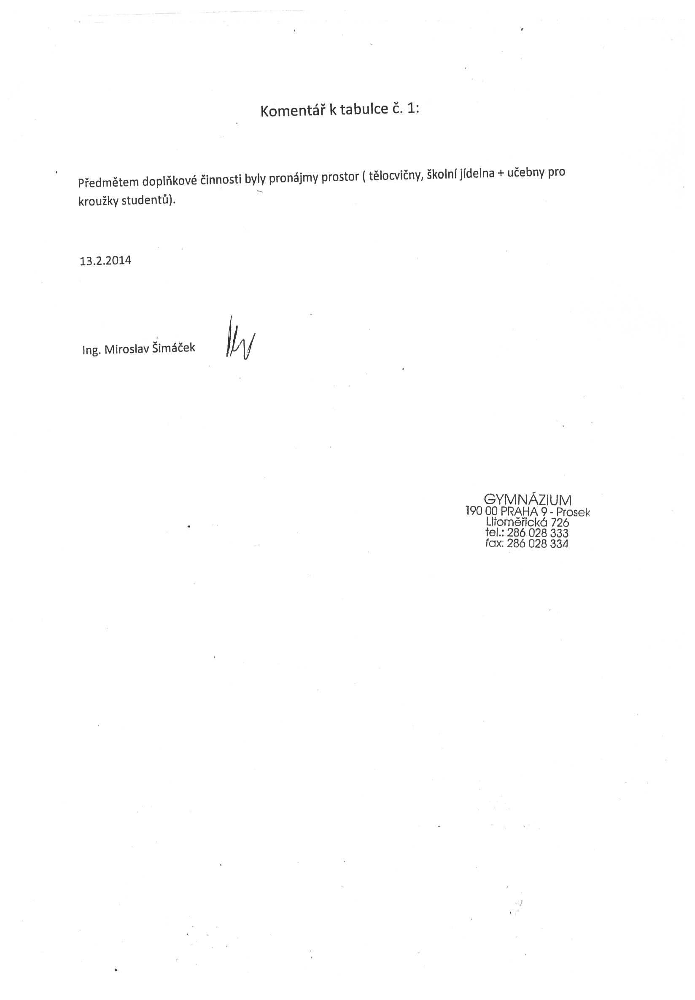 Komentář k tabulce č. 1:
Předmětem doplňkové činnosti byly pronájmy prostor ( tělocvičny, školní jídelna + učebny pro
kroužky studentů).
13.2.2014
Ing. Miroslav Šimáček
GYMNÁZIUM
190 00 PRAHA 9 - Prosek
Litoměřická 726
tel.: 286 028 333
fax: 286 028 334